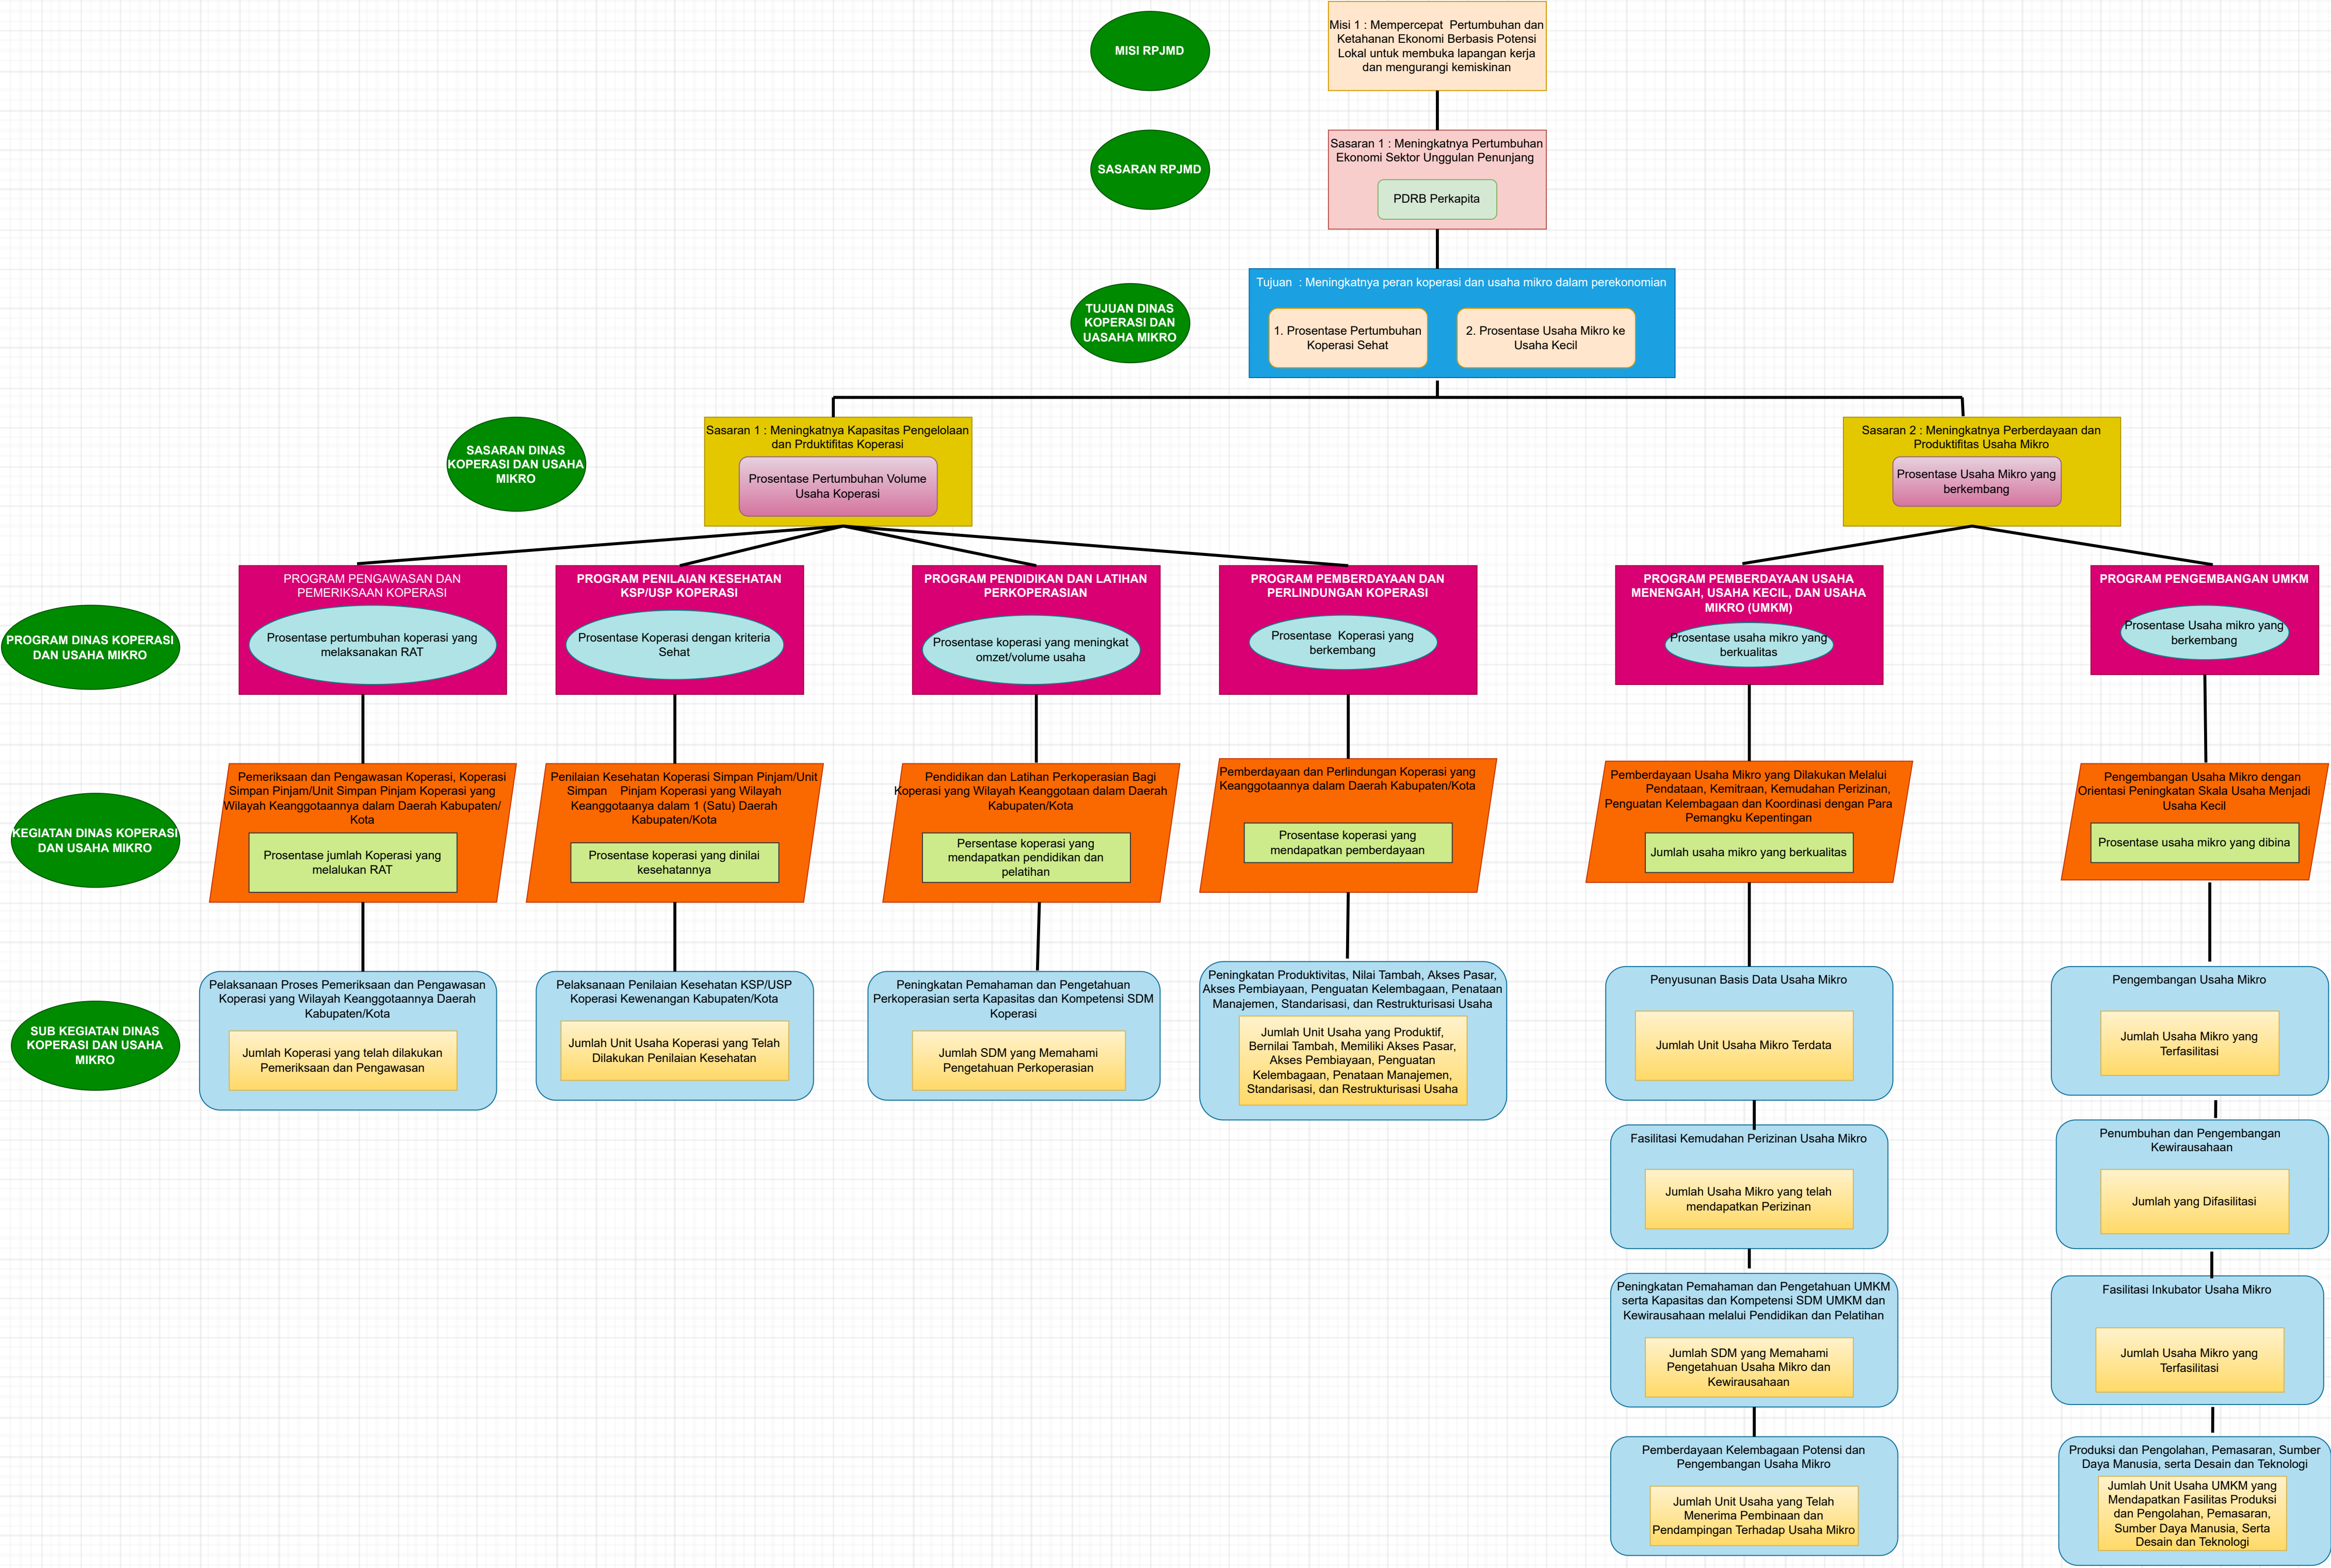 MISI RPJMD
Misi 1 : Mempercepat  Pertumbuhan dan
Ketahanan Ekonomi Berbasis Potensi
Lokal untuk membuka lapangan kerja
dan mengurangi kemiskinan
SASARAN RPJMD
Sasaran 1 : Meningkatnya Pertumbuhan
Ekonomi Sektor Unggulan Penunjang
PDRB Perkapita
TUJUAN DINAS
KOPERASI DAN
UASAHA MIKRO
Tujuan  : Meningkatnya peran koperasi dan usaha mikro dalam perekonomian
1. Prosentase Pertumbuhan
Koperasi Sehat
2. Prosentase Usaha Mikro ke
Usaha Kecil
SASARAN DINAS
KOPERASI DAN USAHA
MIKRO
Sasaran 1 : Meningkatnya Kapasitas Pengelolaan
dan Prduktifitas Koperasi
Prosentase Pertumbuhan Volume
Usaha Koperasi
Sasaran 2 : Meningkatnya Perberdayaan dan
Produktifitas Usaha Mikro
Prosentase Usaha Mikro yang
berkembang
PROGRAM DINAS KOPERASI
DAN USAHA MIKRO
PROGRAM PENGAWASAN DAN
PEMERIKSAAN KOPERASI
Prosentase pertumbuhan koperasi yang
melaksanakan RAT
PROGRAM PENILAIAN KESEHATAN
KSP/USP KOPERASI
Prosentase Koperasi dengan kriteria
Sehat
PROGRAM PENDIDIKAN DAN LATIHAN
PERKOPERASIAN
Prosentase koperasi yang meningkat
omzet/volume usaha
PROGRAM PEMBERDAYAAN DAN
PERLINDUNGAN KOPERASI
Prosentase  Koperasi yang
berkembang
PROGRAM PEMBERDAYAAN USAHA
MENENGAH, USAHA KECIL, DAN USAHA
MIKRO (UMKM)
Prosentase usaha mikro yang
berkualitas
PROGRAM PENGEMBANGAN UMKM
Prosentase Usaha mikro yang
berkembang
KEGIATAN DINAS KOPERASI
DAN USAHA MIKRO
Pemeriksaan dan Pengawasan Koperasi, Koperasi
Simpan Pinjam/Unit Simpan Pinjam Koperasi yang
Wilayah Keanggotaannya dalam Daerah Kabupaten/
Kota
Prosentase jumlah Koperasi yang
melalukan RAT
Penilaian Kesehatan Koperasi Simpan Pinjam/Unit
Simpan    Pinjam Koperasi yang Wilayah
Keanggotaanya dalam 1 (Satu) Daerah
Kabupaten/Kota
Prosentase koperasi yang dinilai
kesehatannya
Pendidikan dan Latihan Perkoperasian Bagi
Koperasi yang Wilayah Keanggotaan dalam Daerah
Kabupaten/Kota
Persentase koperasi yang
mendapatkan pendidikan dan
pelatihan
Pemberdayaan dan Perlindungan Koperasi yang
Keanggotaannya dalam Daerah Kabupaten/Kota
Prosentase koperasi yang
mendapatkan pemberdayaan
Pemberdayaan Usaha Mikro yang Dilakukan Melalui
Pendataan, Kemitraan, Kemudahan Perizinan,
Penguatan Kelembagaan dan Koordinasi dengan Para
Pemangku Kepentingan
Jumlah usaha mikro yang berkualitas
Pengembangan Usaha Mikro dengan
Orientasi Peningkatan Skala Usaha Menjadi
Usaha Kecil
Prosentase usaha mikro yang dibina
SUB KEGIATAN DINAS
KOPERASI DAN USAHA
MIKRO
Pelaksanaan Proses Pemeriksaan dan Pengawasan
Koperasi yang Wilayah Keanggotaannya Daerah
Kabupaten/Kota
Jumlah Koperasi yang telah dilakukan
Pemeriksaan dan Pengawasan
Pelaksanaan Penilaian Kesehatan KSP/USP
Koperasi Kewenangan Kabupaten/Kota
Jumlah Unit Usaha Koperasi yang Telah
Dilakukan Penilaian Kesehatan
Peningkatan Pemahaman dan Pengetahuan
Perkoperasian serta Kapasitas dan Kompetensi SDM
Koperasi
Jumlah SDM yang Memahami
Pengetahuan Perkoperasian
Peningkatan Produktivitas, Nilai Tambah, Akses Pasar,
Akses Pembiayaan, Penguatan Kelembagaan, Penataan
Manajemen, Standarisasi, dan Restrukturisasi Usaha
Jumlah Unit Usaha yang Produktif,
Bernilai Tambah, Memiliki Akses Pasar,
Akses Pembiayaan, Penguatan
Kelembagaan, Penataan Manajemen,
Standarisasi, dan Restrukturisasi Usaha
Penyusunan Basis Data Usaha Mikro
Jumlah Unit Usaha Mikro Terdata
Pengembangan Usaha Mikro
Jumlah Usaha Mikro yang
Terfasilitasi
Fasilitasi Kemudahan Perizinan Usaha Mikro
Jumlah Usaha Mikro yang telah
mendapatkan Perizinan
Penumbuhan dan Pengembangan
Kewirausahaan
Jumlah yang Difasilitasi
Peningkatan Pemahaman dan Pengetahuan UMKM
serta Kapasitas dan Kompetensi SDM UMKM dan
Kewirausahaan melalui Pendidikan dan Pelatihan
Jumlah SDM yang Memahami
Pengetahuan Usaha Mikro dan
Kewirausahaan
Fasilitasi Inkubator Usaha Mikro
Jumlah Usaha Mikro yang
Terfasilitasi
Pemberdayaan Kelembagaan Potensi dan
Pengembangan Usaha Mikro
Jumlah Unit Usaha yang Telah
Menerima Pembinaan dan
Pendampingan Terhadap Usaha Mikro
Produksi dan Pengolahan, Pemasaran, Sumber
Daya Manusia, serta Desain dan Teknologi
Jumlah Unit Usaha UMKM yang
Mendapatkan Fasilitas Produksi
dan Pengolahan, Pemasaran,
Sumber Daya Manusia, Serta
Desain dan Teknologi